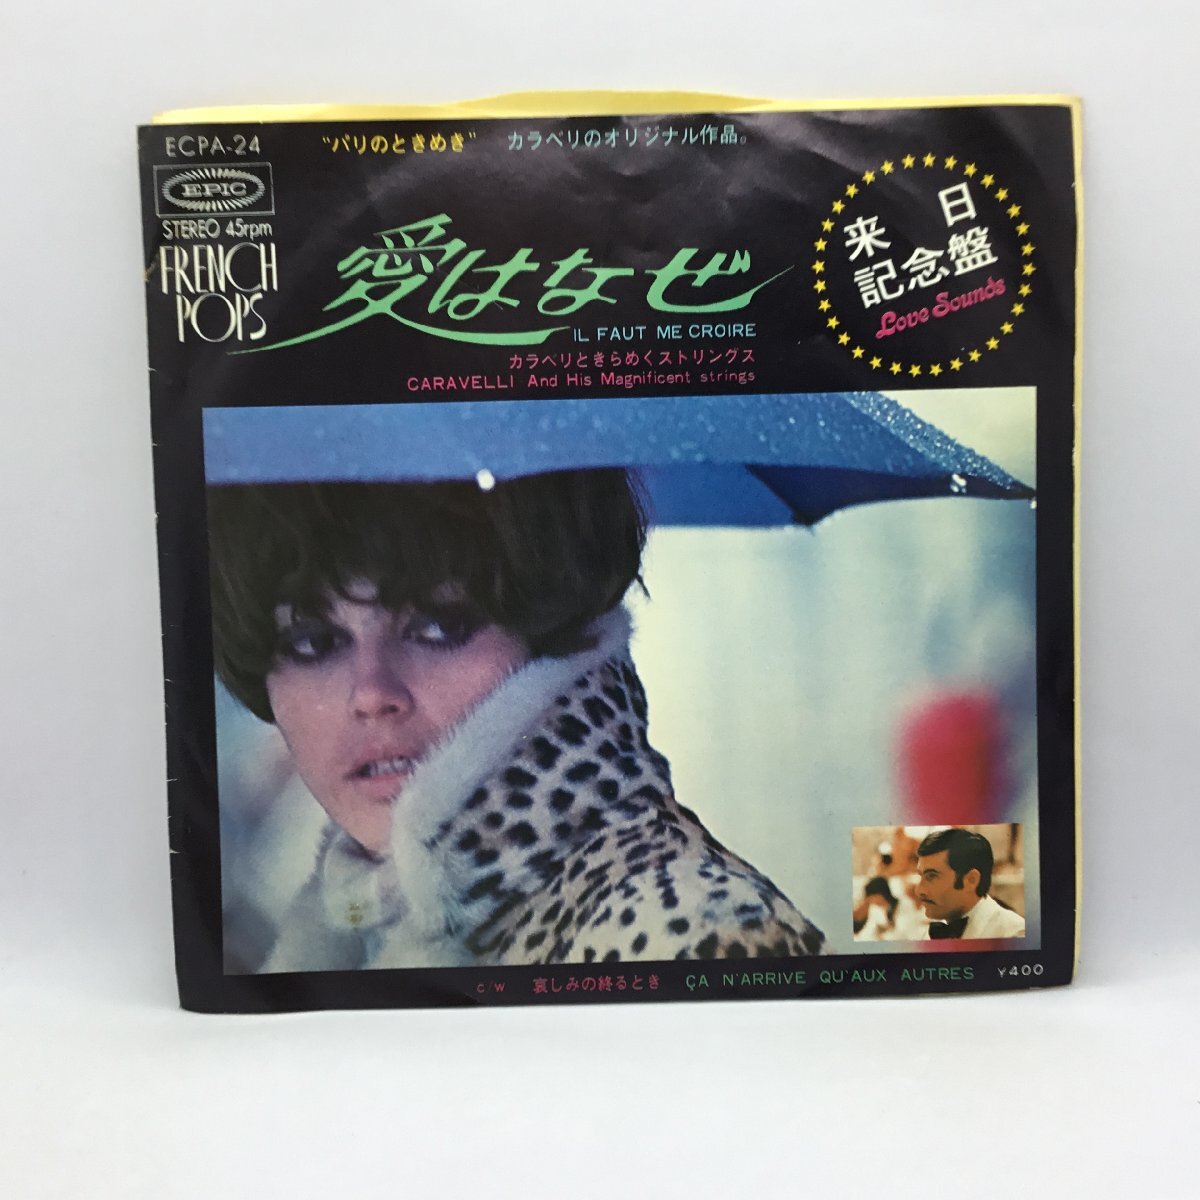 ECPA-24
"パリのときめき" カラベリのオリジナル作品。
EPIC
STEREO 45rpm
FRENCH
POPS
愛はなぜ
IL FAUT ME CROIRE
カラベリときらめくストリングス
CARAVELLI And His Magnificent strings
来日
記念盤
Love Sounds
c/w 哀しみの終るとき ÇA N'ARRIVE QU'AUX AUTRES ¥400